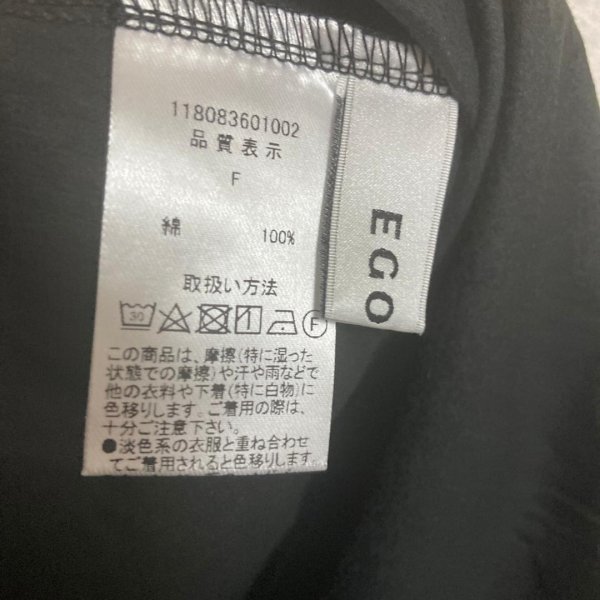 118083601002
品質表示
F
綿 100%
取扱い方法
30 1 F
この商品は、摩擦(特に湿った
状態での摩擦)や汗や雨などで
他の衣料や下着(特に白物)に
色移りします。ご着用の際は、
十分ご注意下さい。
●淡色系の衣服と重ね合わせ
てご着用されると色移りします。
EGO